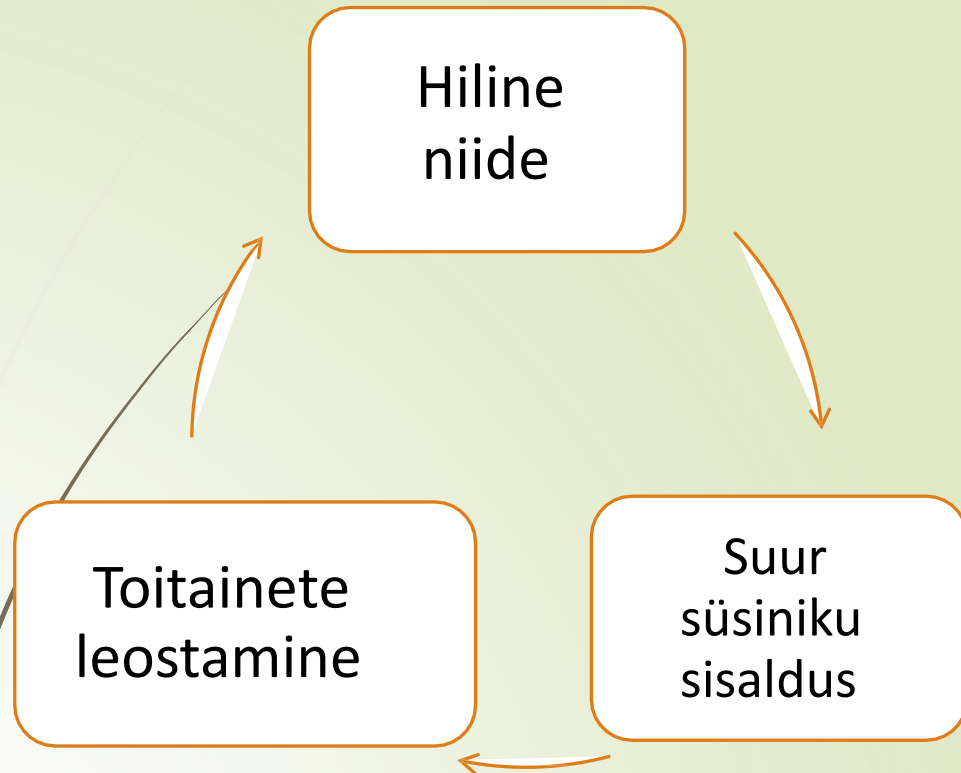 Hiline
niide
Suur
süsiniku
sisaldus
Toitainete
leostamine